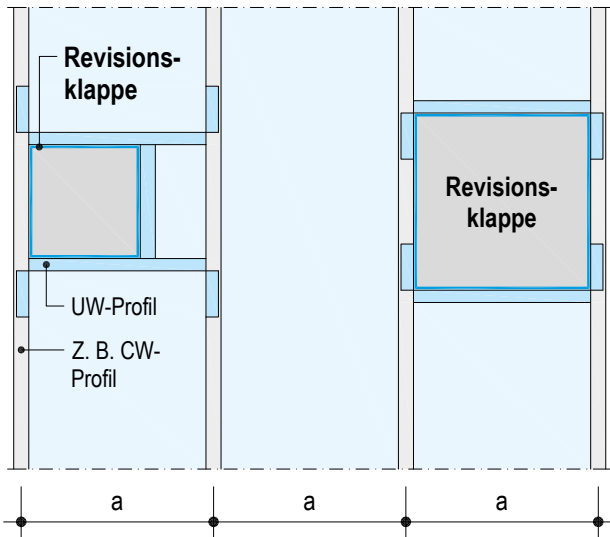 Revisions-
klappe
Revisions-
klappe
UW-Profil
Z. B. CW-
Profil
a
a
a